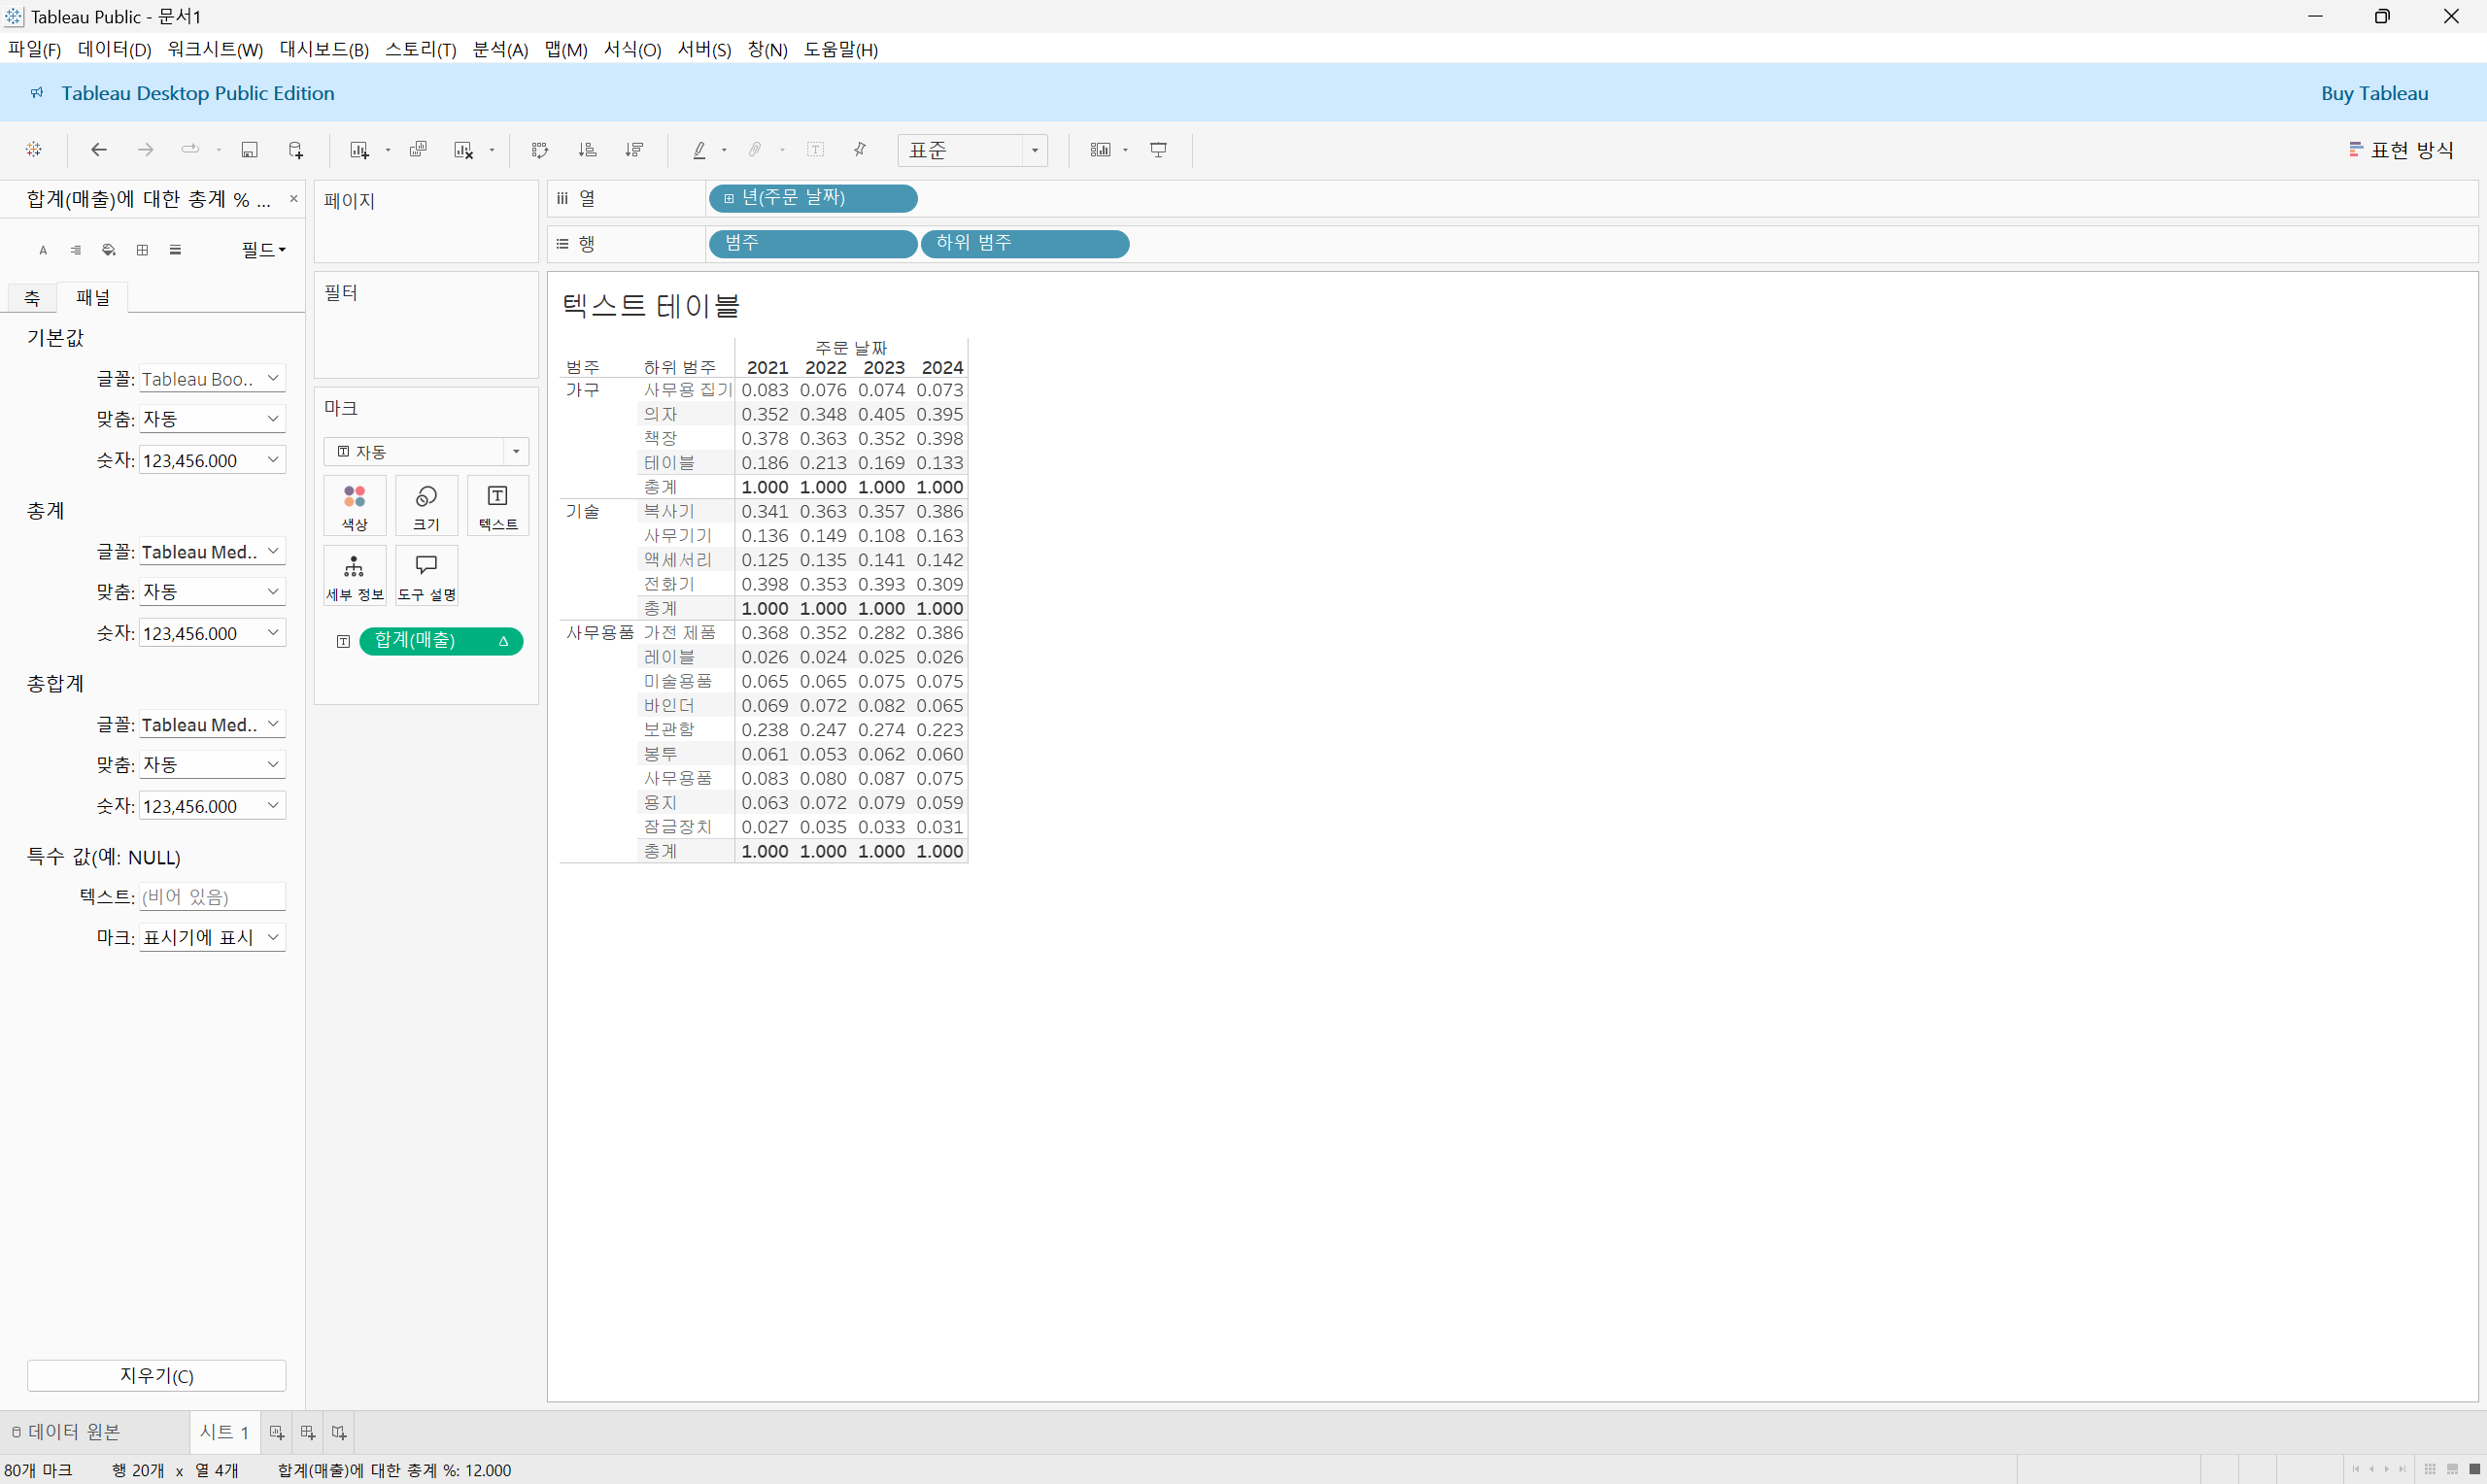 Tableau Public - 문서1
파일(F) 데이터(D) 워크시트(W) 대시보드(B) 스토리(T) 분석(A) 맵(M) 서식(O) 서버(S) 창(N) 도움말(H)
Tableau Desktop Public Edition Buy Tableau
표준 표현 방식
합계(매출)에 대한 총계 % ...
필드
축 패널
기본값
글꼴: Tableau Boo..
맞춤: 자동
숫자: 123,456.000
총계
글꼴: Tableau Med..
맞춤: 자동
숫자: 123,456.000
총합계
글꼴: Tableau Med..
맞춤: 자동
숫자: 123,456.000
특수 값(예: NULL)
텍스트: (비어 있음)
마크: 표시기에 표시
지우기(C)
페이지
필터
마크
자동
색상 크기 텍스트
세부 정보 도구 설명
합계(매출) Δ
iii 열 년(주문 날짜)
행 범주 하위 범주
텍스트 테이블
주문 날짜
범주 하위 범주 2021 2022 2023 2024
가구 사무용 집기 0.083 0.076 0.074 0.073
의자 0.352 0.348 0.405 0.395
책장 0.378 0.363 0.352 0.398
테이블 0.186 0.213 0.169 0.133
총계 1.000 1.000 1.000 1.000
기술 복사기 0.341 0.363 0.357 0.386
사무기기 0.136 0.149 0.108 0.163
액세서리 0.125 0.135 0.141 0.142
전화기 0.398 0.353 0.393 0.309
총계 1.000 1.000 1.000 1.000
사무용품 가전 제품 0.368 0.352 0.282 0.386
레이블 0.026 0.024 0.025 0.026
미술용품 0.065 0.065 0.075 0.075
바인더 0.069 0.072 0.082 0.065
보관함 0.238 0.247 0.274 0.223
봉투 0.061 0.053 0.062 0.060
사무용품 0.083 0.080 0.087 0.075
용지 0.063 0.072 0.079 0.059
잠금장치 0.027 0.035 0.033 0.031
총계 1.000 1.000 1.000 1.000
데이터 원본 시트 1
80개 마크 행 20개 x 열 4개 합계(매출)에 대한 총계 %: 12.000